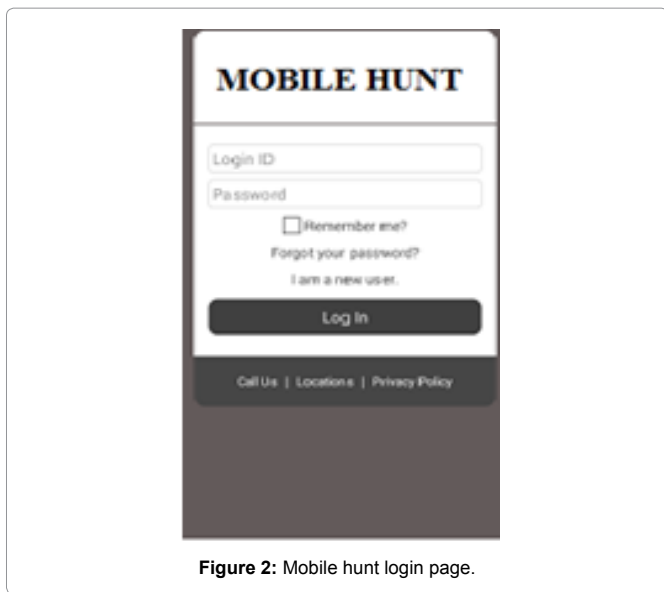 MOBILE HUNT
Login ID
Password
Remember me?
Forgot your password?
I am a new user.
Log In
Call Us | Locations | Privacy Policy
Figure 2: Mobile hunt login page.